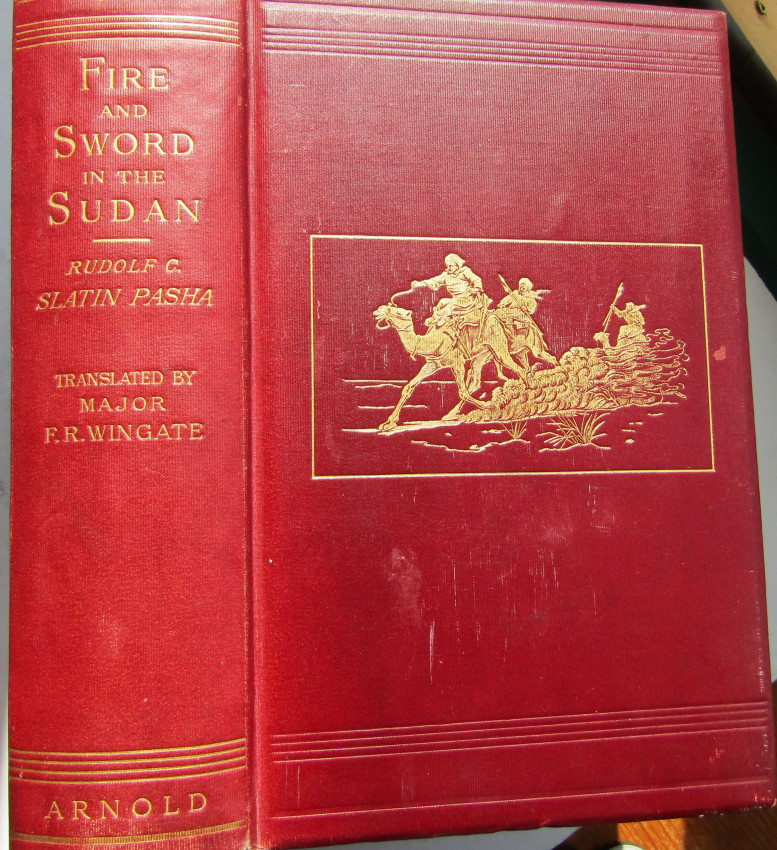 FIRE
AND
SWORD
IN THE
SUDAN
RUDOLF C.
SLATIN PASHA
TRANSLATED BY
MAJOR
F.R.WINGATE
ARNOLD